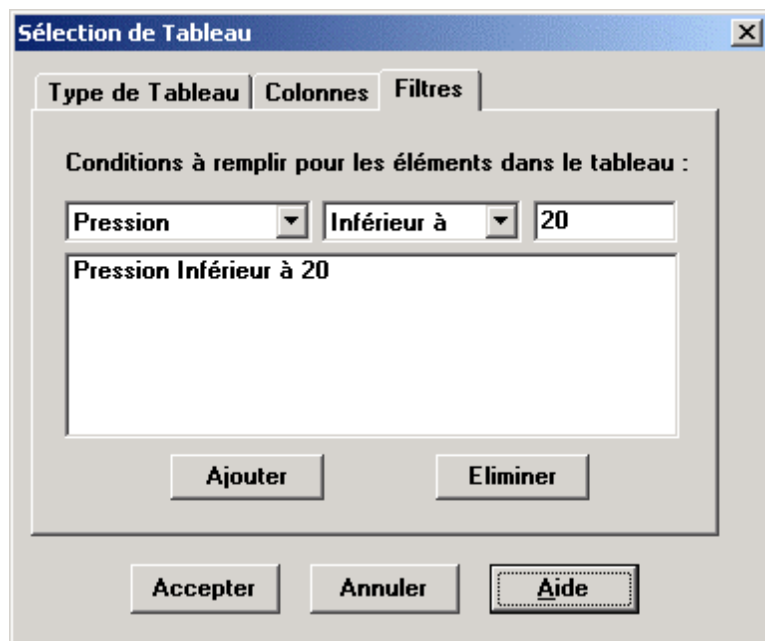 Sélection de Tableau
Type de Tableau Colonnes Filtres
Conditions à remplir pour les éléments dans le tableau :
Pression Inférieur à 20
Pression Inférieur à 20
Ajouter Eliminer
Accepter Annuler Aide